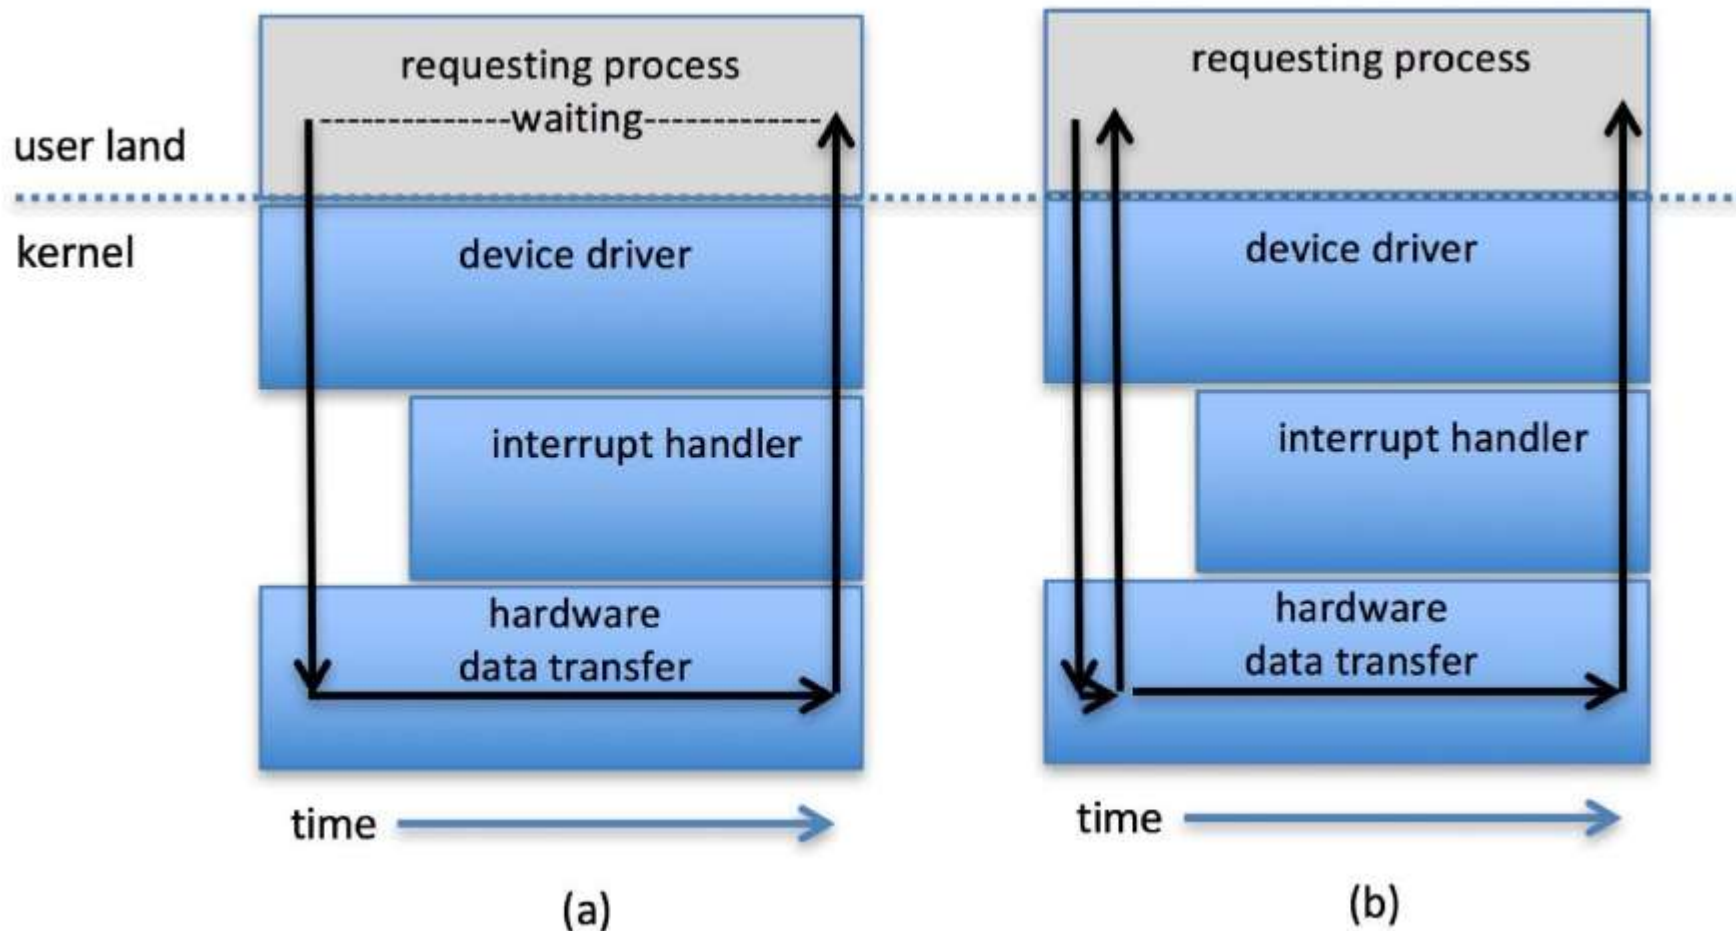 requesting process
waiting
user land
kernel
device driver
interrupt handler
hardware
data transfer
time
(a)
requesting process
device driver
interrupt handler
hardware
data transfer
time
(b)